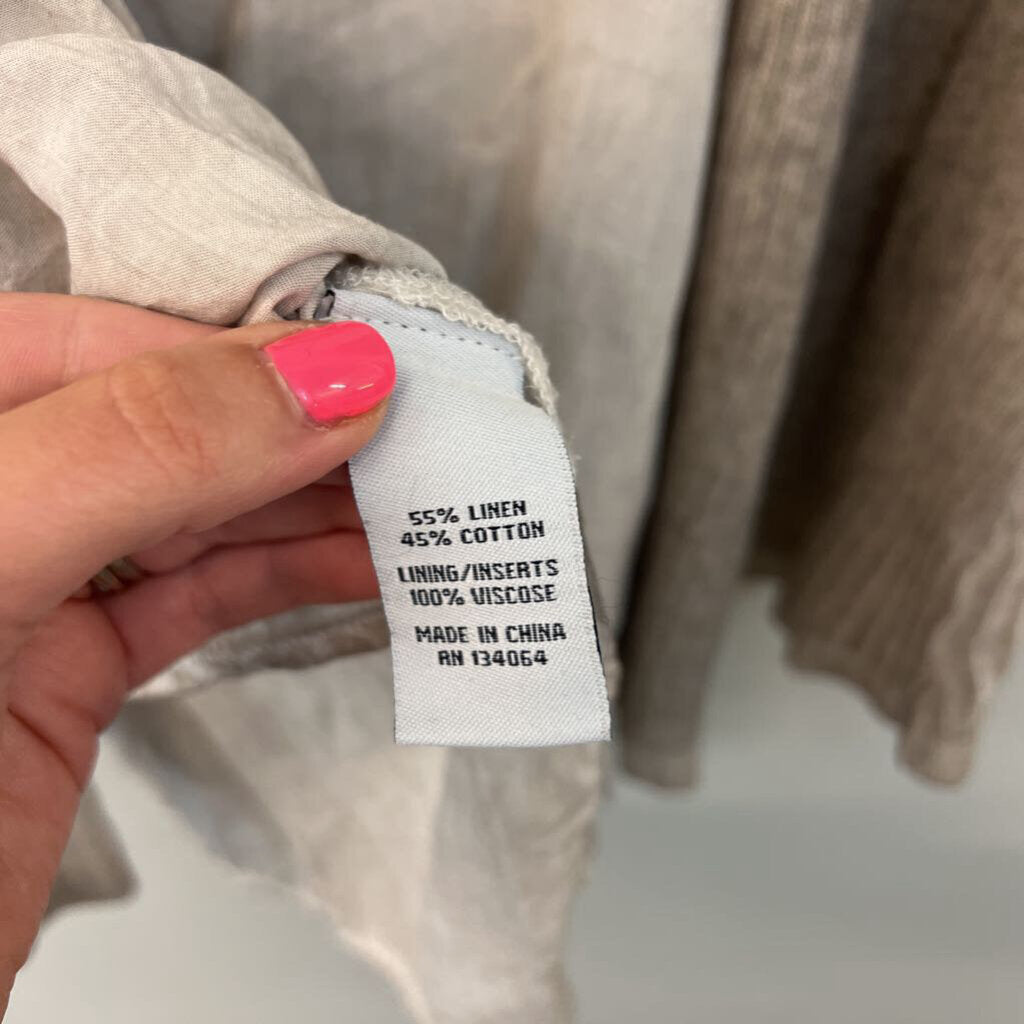 55% LINEN
45% COTTON
LINING/INSERTS
100% VISCOSE
MADE IN CHINA
RN 134064